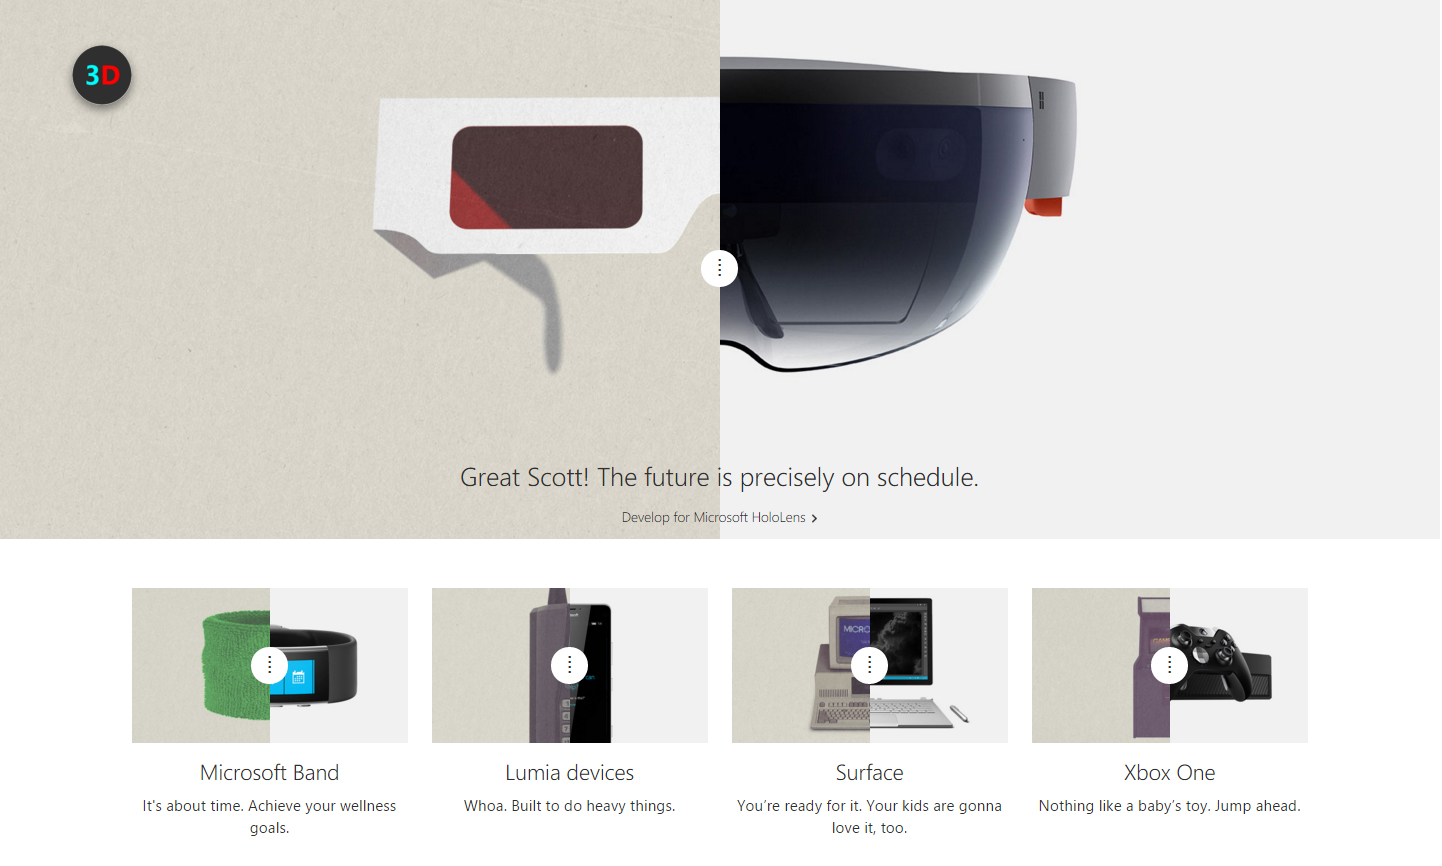 3D
Great Scott! The future is precisely on schedule.
Develop for Microsoft HoloLens
MICRO
Microsoft Band
Lumia devices
Surface
Xbox One
It's about time. Achieve your wellness
goals.
Whoa. Built to do heavy things.
You’re ready for it. Your kids are gonna
love it, too.
Nothing like a baby’s toy. Jump ahead.